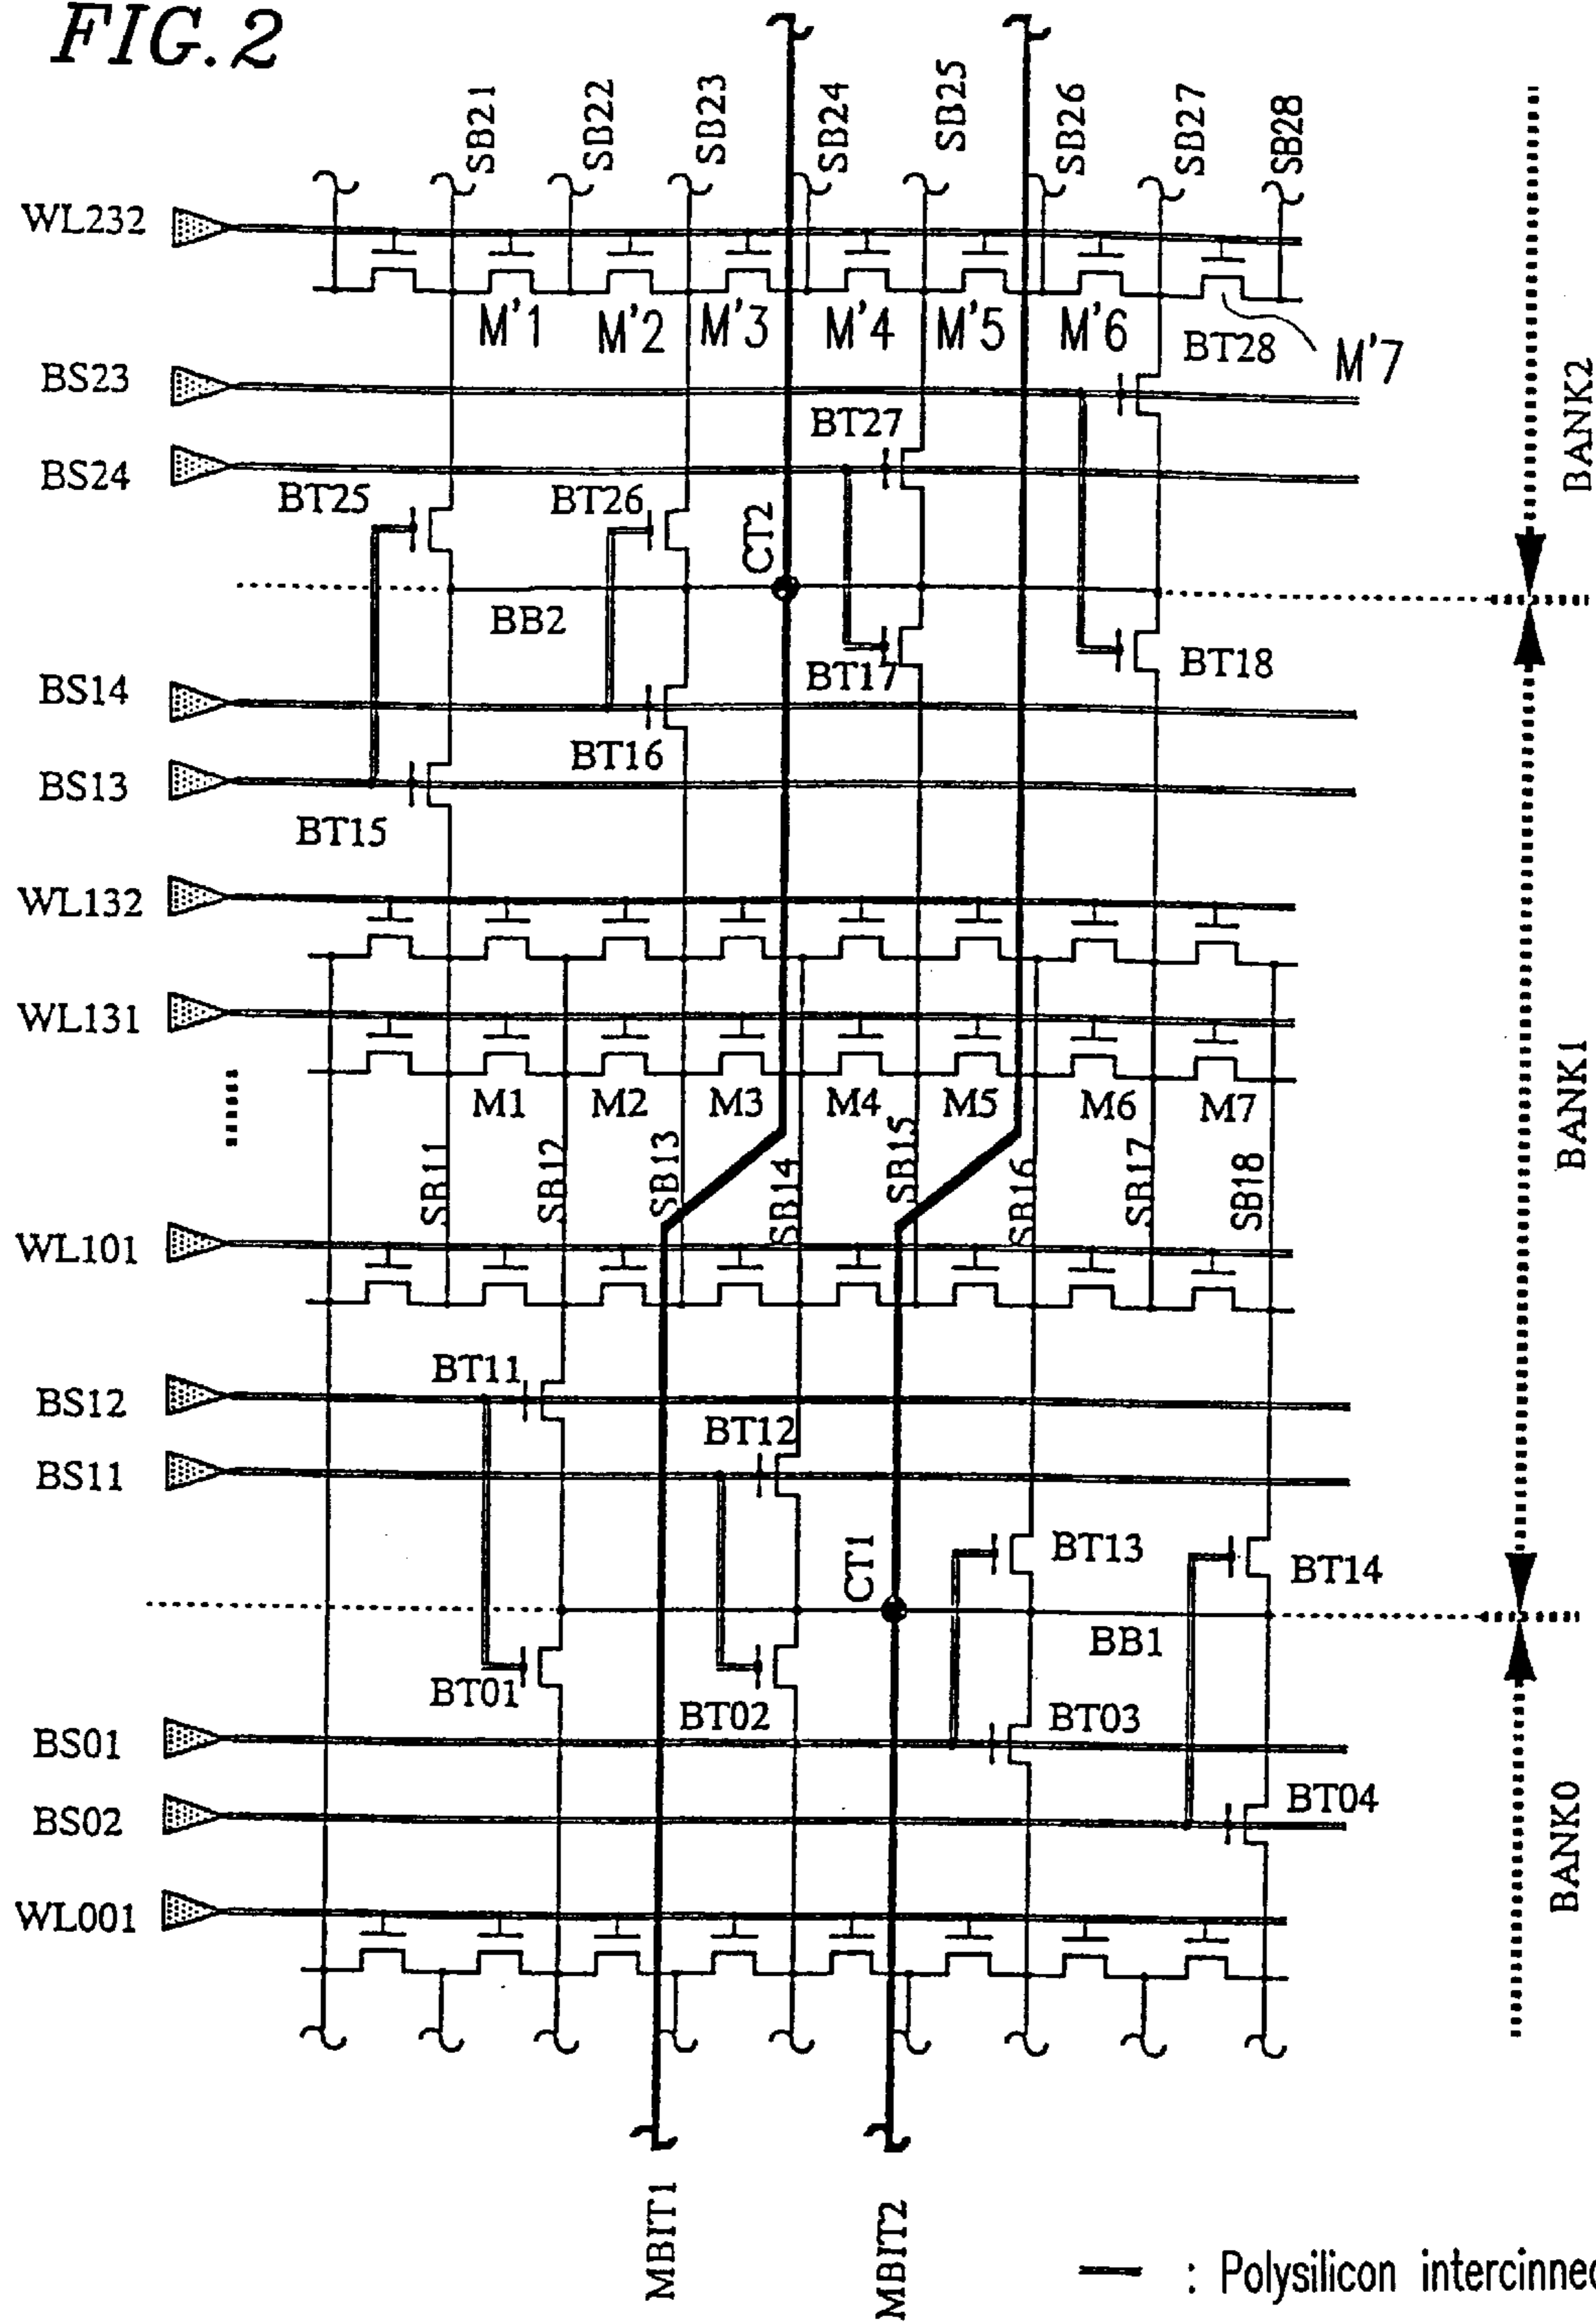 FIG.2
SB21
SB22
SB23
SB24
SB25
SB26
SB27
SB28
WL232
M'1
M'2
M'3
M'4
M'5
M'6
BT28
M'7
BS23
BT27
BS24
BT25
BT26
CT2
BANK2
BB2
BS14
BT17
BT18
BT16
BS13
BT15
WL132
WL131
M1
M2
M3
M4
M5
M6
M7
BANK1
SB11
SB12
SB13
SB14
SB15
SB16
SB17
SB18
WL101
BT11
BS12
BT12
BS11
CT1
BT13
BT14
BB1
BT01
BT02
BT03
BS01
BT04
BS02
BANK0
WL001
MBIT1
MBIT2
: Polysilicon intercinnec